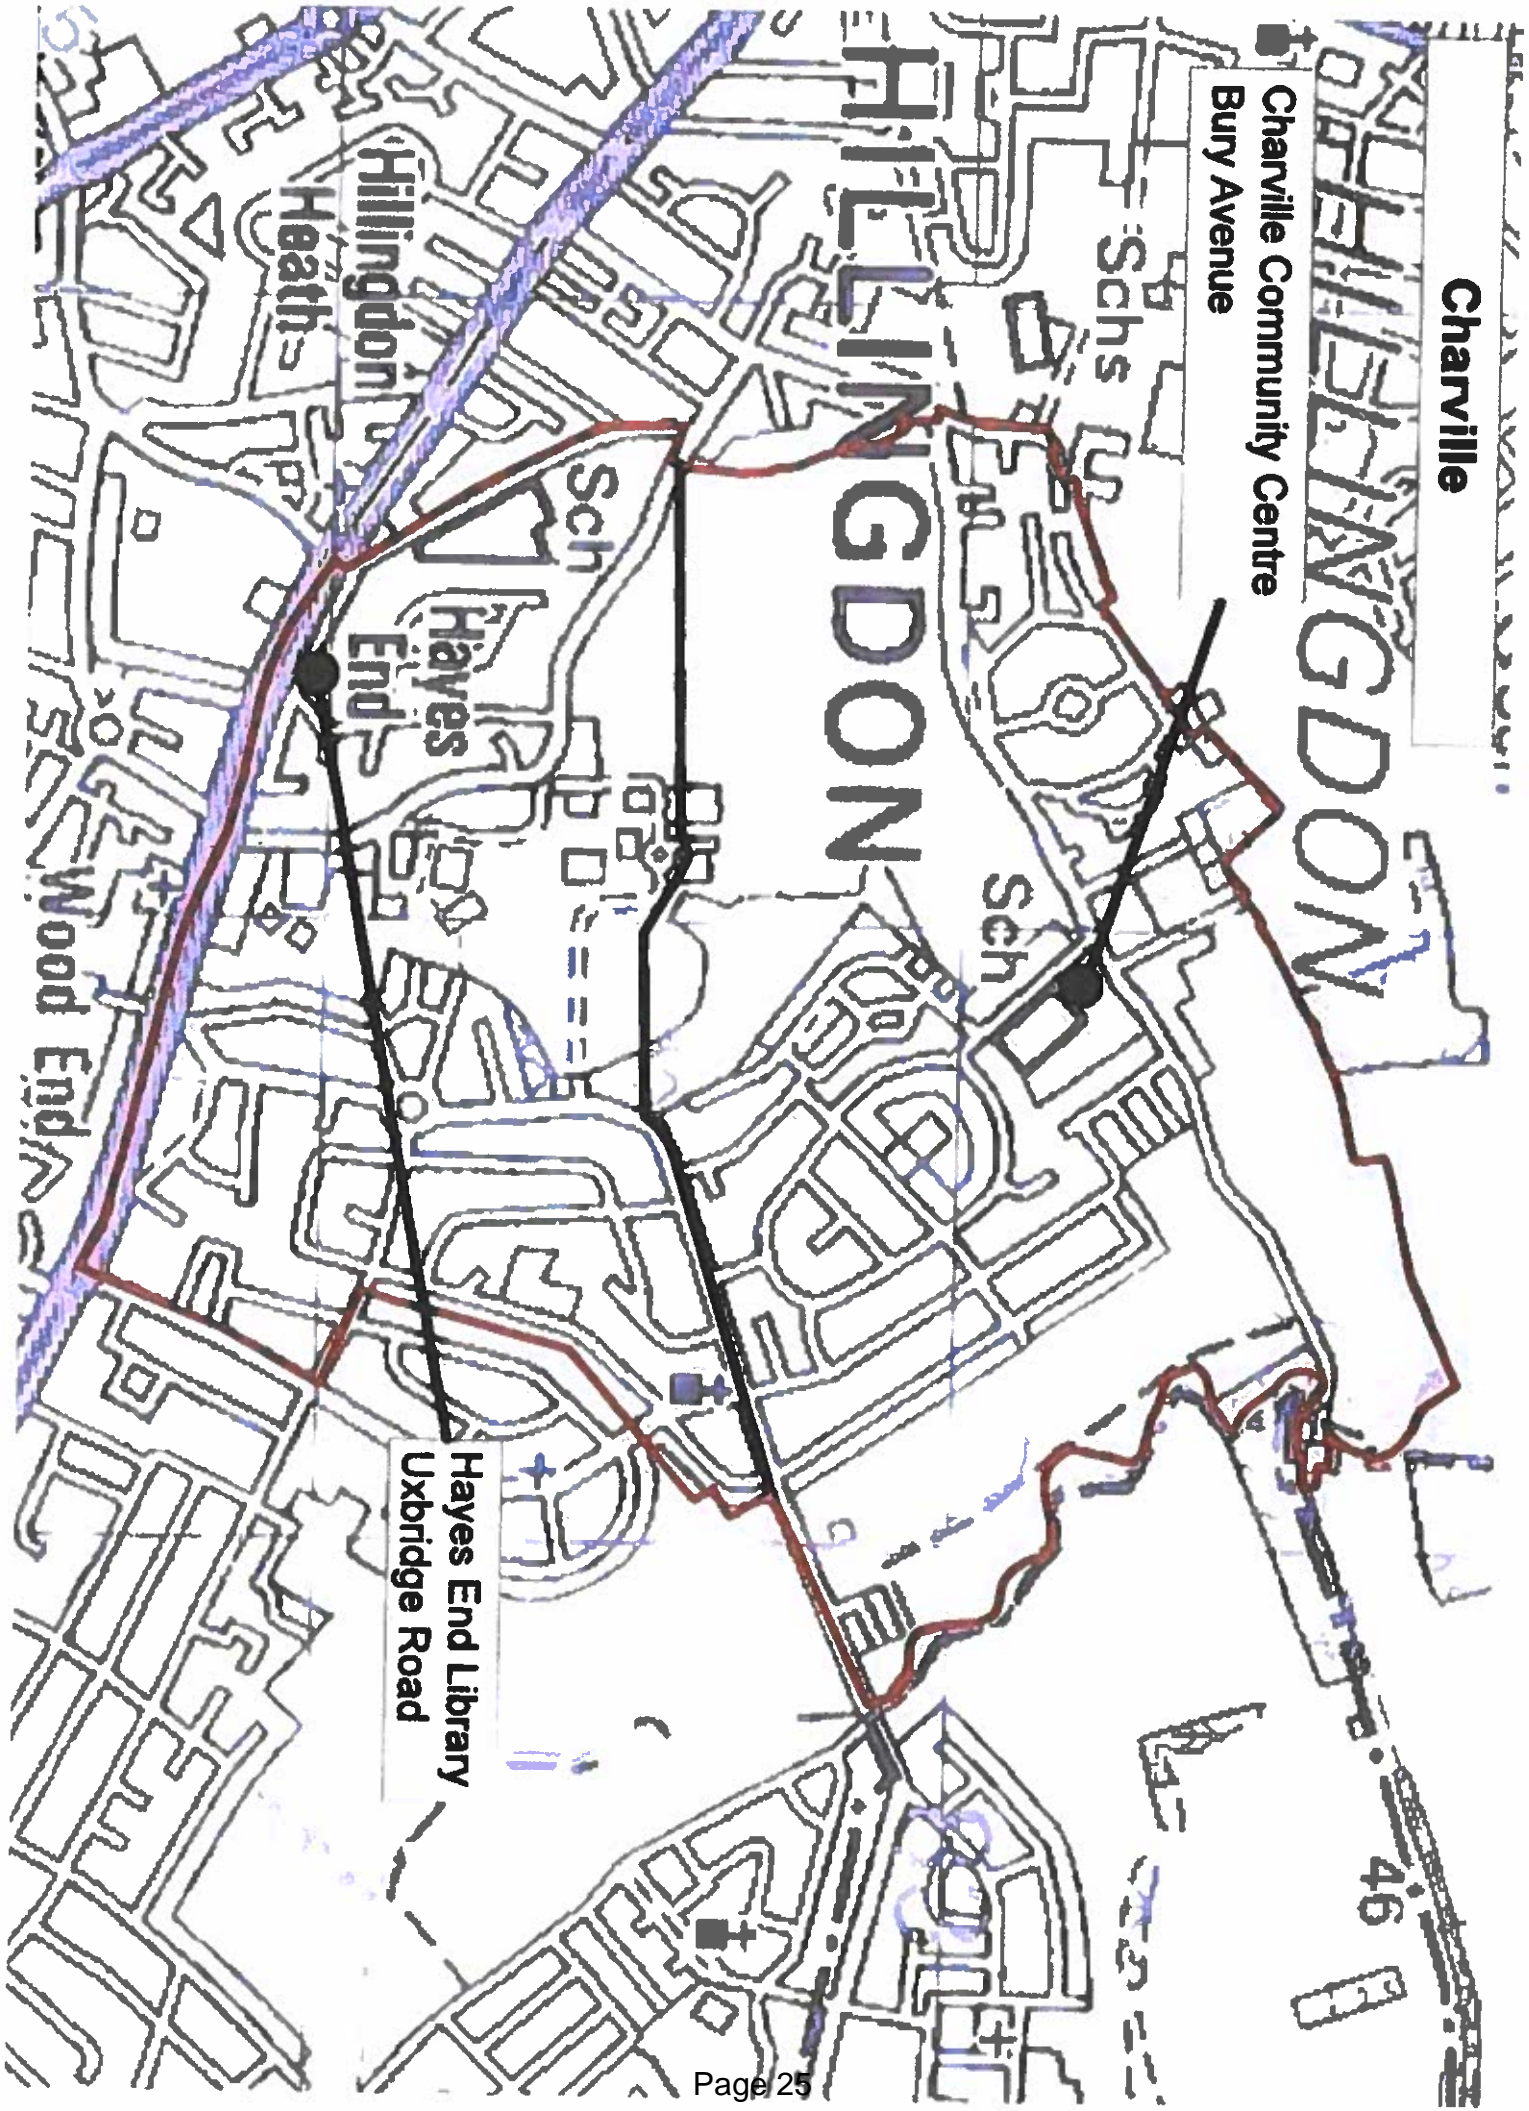 Charville
HILLINGDON
Charville Community Centre
Bury Avenue
Schs
HILLINGDON
Sch
Sch
Hillingdon
Heath
Hayes
End
Wood End
46
Hayes End Library
Uxbridge Road
Page 25